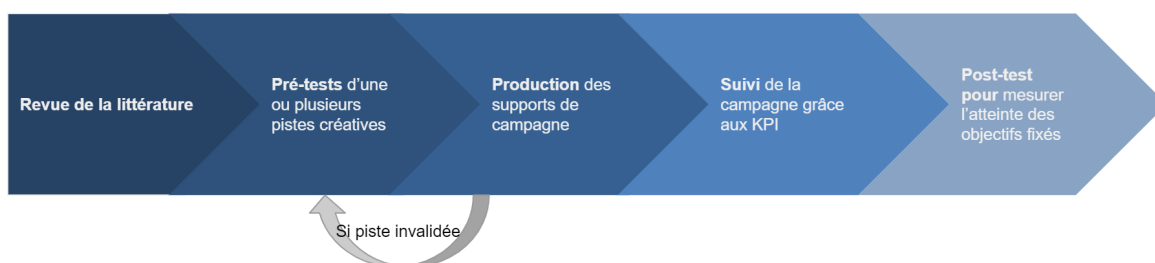 Revue de la littérature
Pré-tests d’une
ou plusieurs
pistes créatives
Production des
supports de
campagne
Suivi de la
campagne grâce
aux KPI
Post-test
pour mesurer
l’atteinte des
objectifs fixés
Si piste invalidée